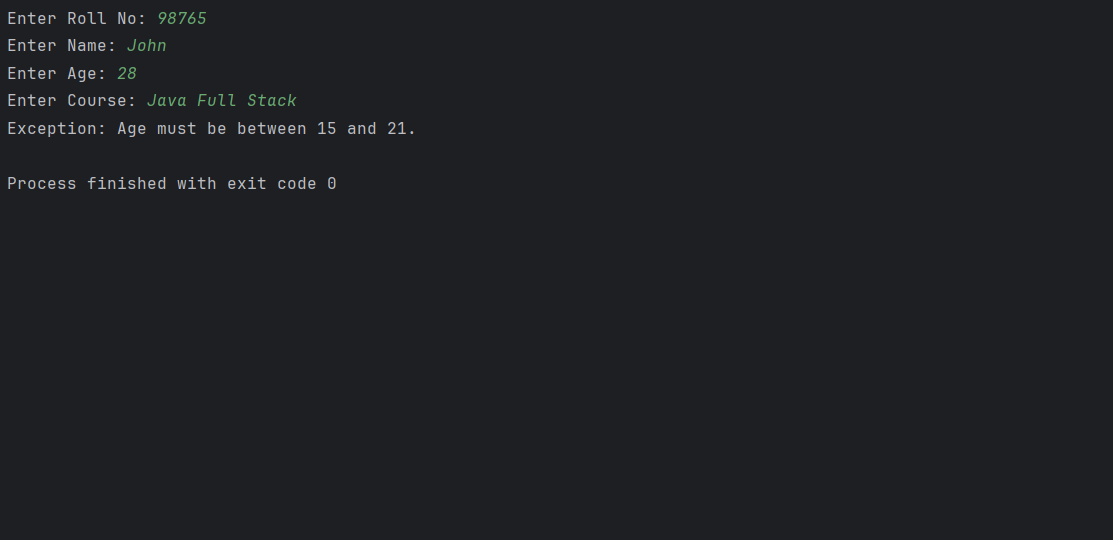 Enter Roll No: 98765
Enter Name: John
Enter Age: 28
Enter Course: Java Full Stack
Exception: Age must be between 15 and 21.
Process finished with exit code 0